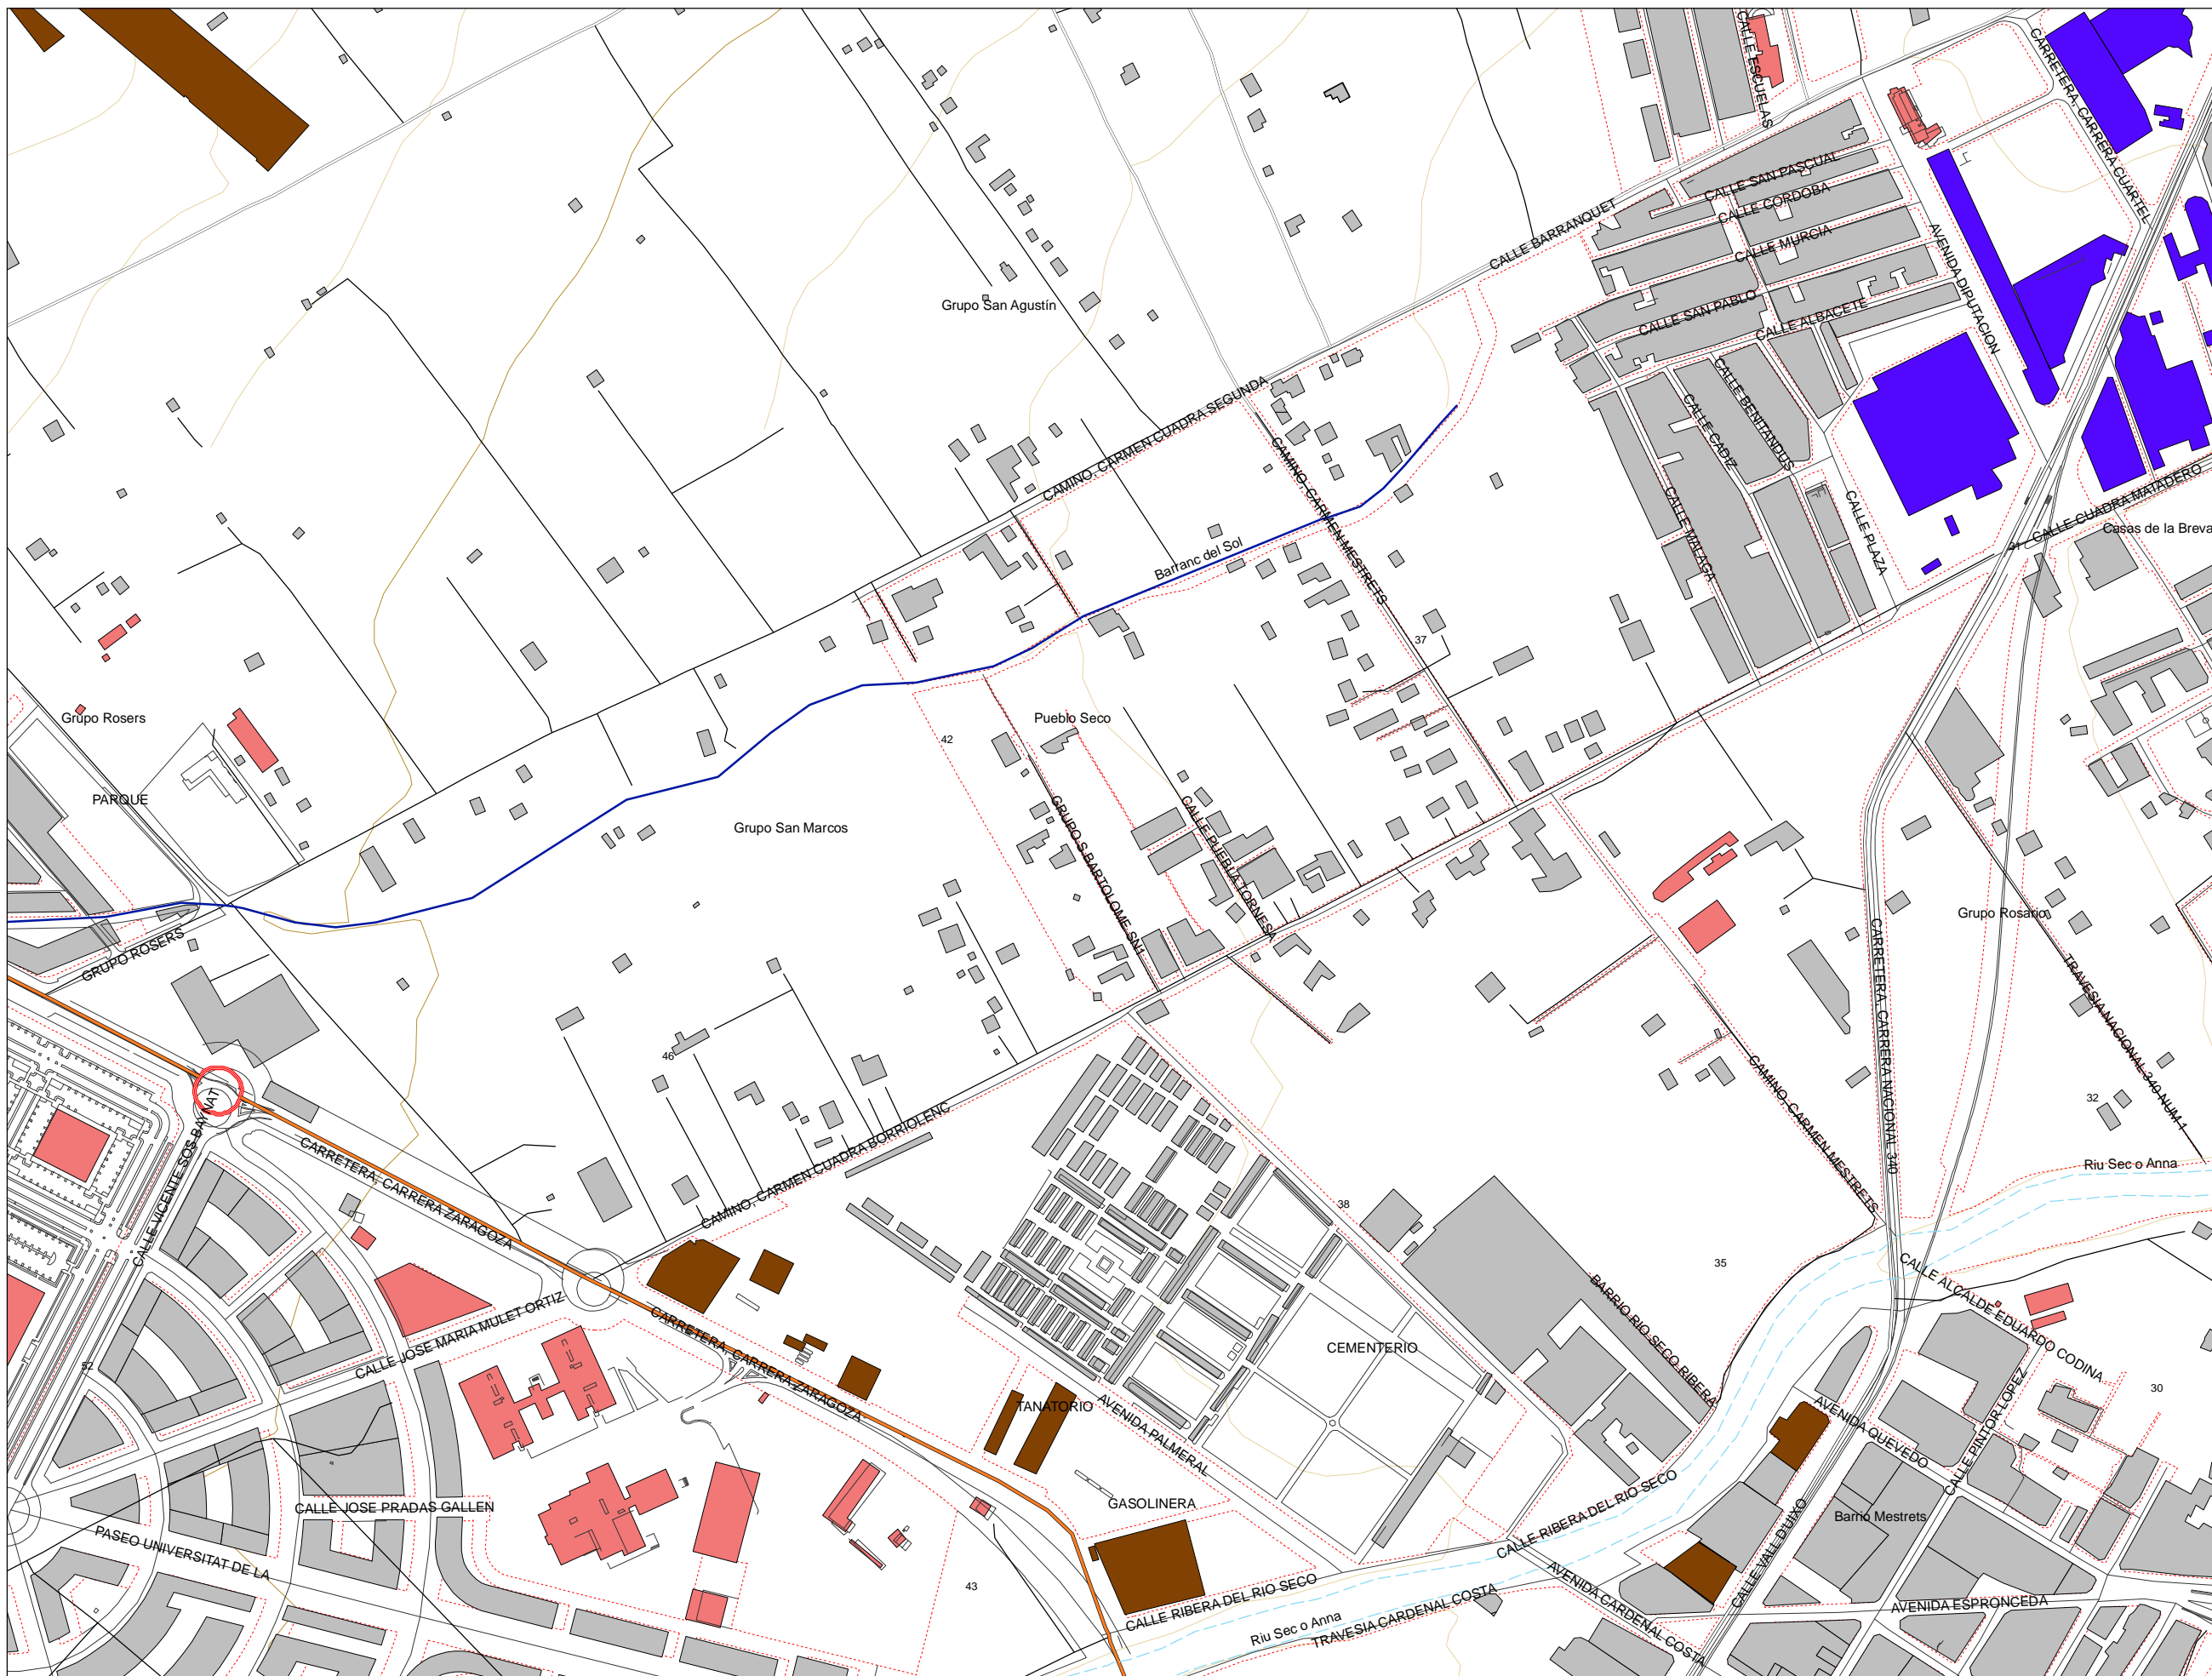 CALLE ESCUELAS
CARRETERA, CARRERA CUARTEL
CALLE SAN PASCUAL
CALLE CORDOBA
CALLE BARRANQUET
CALLE MURCIA
AVENIDA DIPUTACION
Grupo San Agustín
CALLE SAN PABLO
CALLE ALBACETE
CAMINO, CARMEN CUADRA SEGUNDA
CALLE BENITANDUS
CALLE CADIZ
CAMINO, CARMEN MESTRETS
CALLE MALAGA
CALLE PLAZA
CALLE CUADRA MATADERO
Casas de la Breva
31
Barranc del Sol
37
Grupo Rosers
Pueblo Seco
42
PARQUE
Grupo San Marcos
GRUPO S.BARTOLOME SN1
CALLE PUEBLA TORNESA
Grupo Rosario
GRUPO ROSERS
CARRETERA, CARRERA NACIONAL 340
TRAVESIA NACIONAL 340 NUM 1
46
CAMINO, CARMEN MESTRETS
32
CALLE VICENTE SOS BAYNAT
CARRETERA, CARRERA ZARAGOZA
CAMINO, CARMEN CUADRA BORRIOLENC
Riu Sec o Anna
38
35
CALLE ALCALDE EDUARDO CODINA
BARRIO RIO SECO RIBERA
CALLE JOSE MARIA MULET ORTIZ
CARRETERA, CARRERA ZARAGOZA
CEMENTERIO
52
30
TANATORIO
AVENIDA PALMERAL
AVENIDA QUEVEDO
CALLE PINTOR LOPEZ
GASOLINERA
CALLE JOSE PRADAS GALLEN
PASEO UNIVERSITAT DE LA
CALLE RIBERA DEL RIO SECO
Barrio Mestrets
CALLE VALL D'UIXO
43
CALLE RIBERA DEL RIO SECO
Riu Sec o Anna
TRAVESIA CARDENAL COSTA
AVENIDA CARDENAL COSTA
AVENIDA ESPRONCEDA